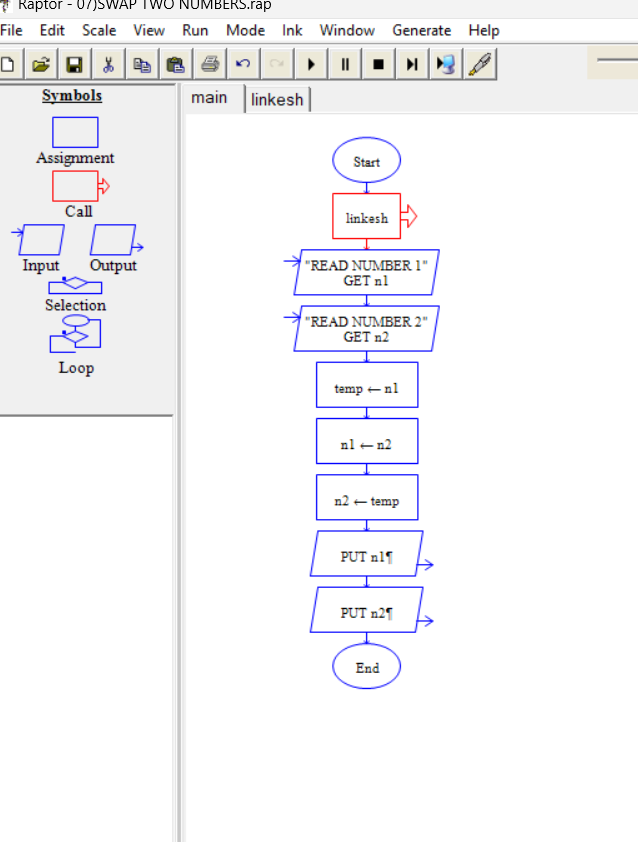 Raptor - 07)SWAP TWO NUMBERS.rap
File Edit Scale View Run Mode Ink Window Generate Help
Symbols
Assignment
Call
Input Output
Selection
Loop
main linkesh
Start
linkesh
"READ NUMBER 1"
GET n1
"READ NUMBER 2"
GET n2
temp ← n1
n1 ← n2
n2 ← temp
PUT n1¶
PUT n2¶
End